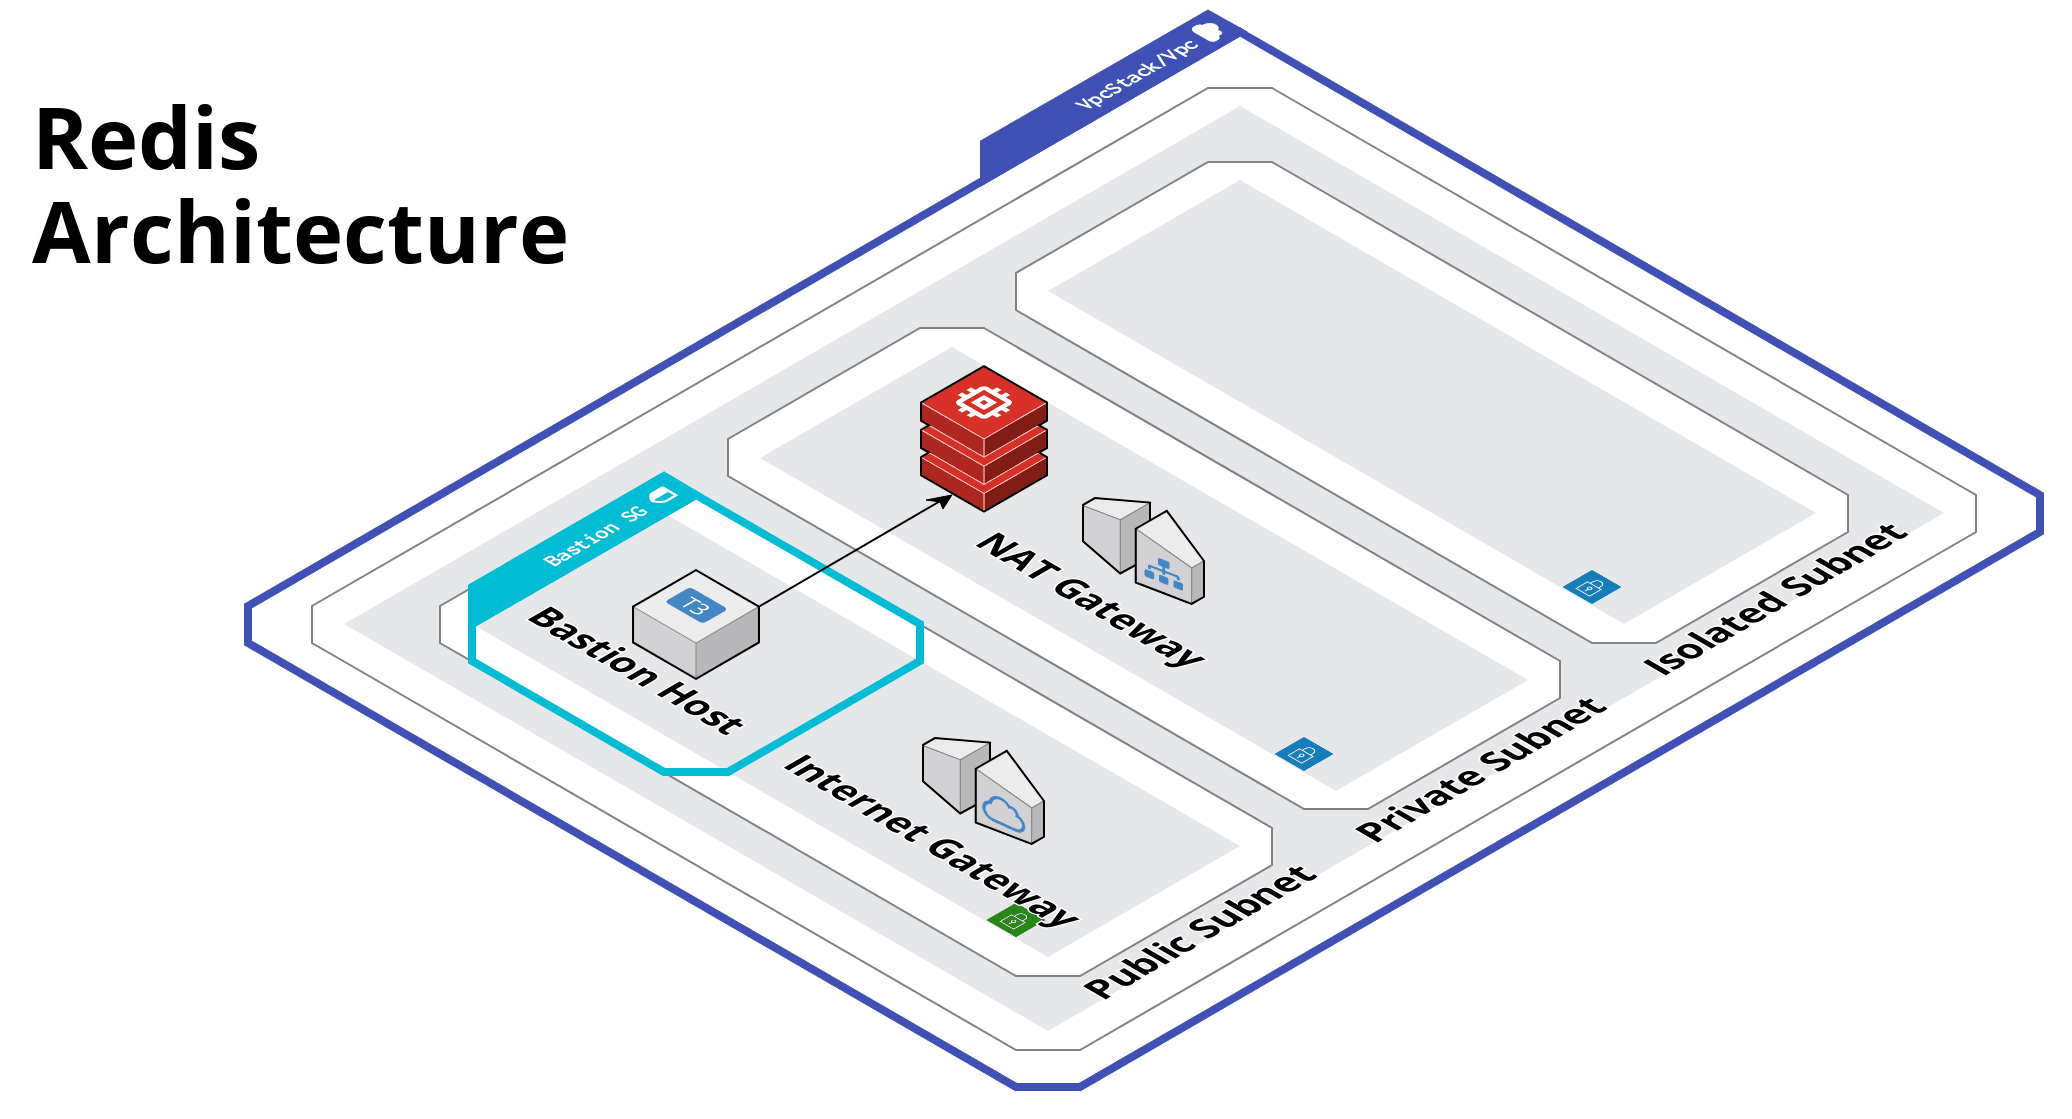 Redis
Architecture
VpcStack/Vpc
Bastion SG
T3
Bastion Host
NAT Gateway
Internet Gateway
Isolated Subnet
Private Subnet
Public Subnet